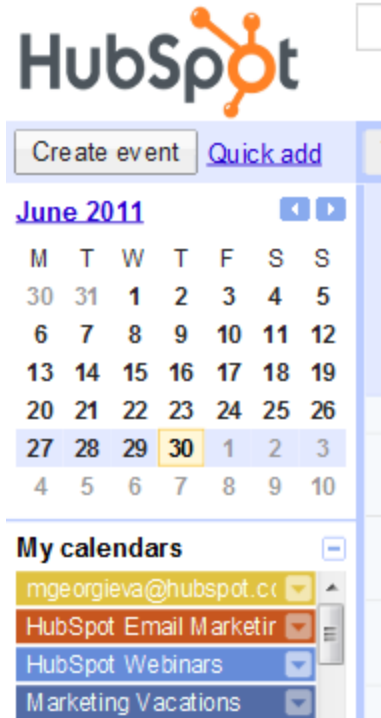 HubSpot
Create event Quick add
June 2011
M T W T F S S
30 31 1 2 3 4 5
6 7 8 9 10 11 12
13 14 15 16 17 18 19
20 21 22 23 24 25 26
27 28 29 30 1 2 3
4 5 6 7 8 9 10
My calendars
mgeorgieva@hubspot.cc
HubSpot Email Marketir
HubSpot Webinars
Marketing Vacations